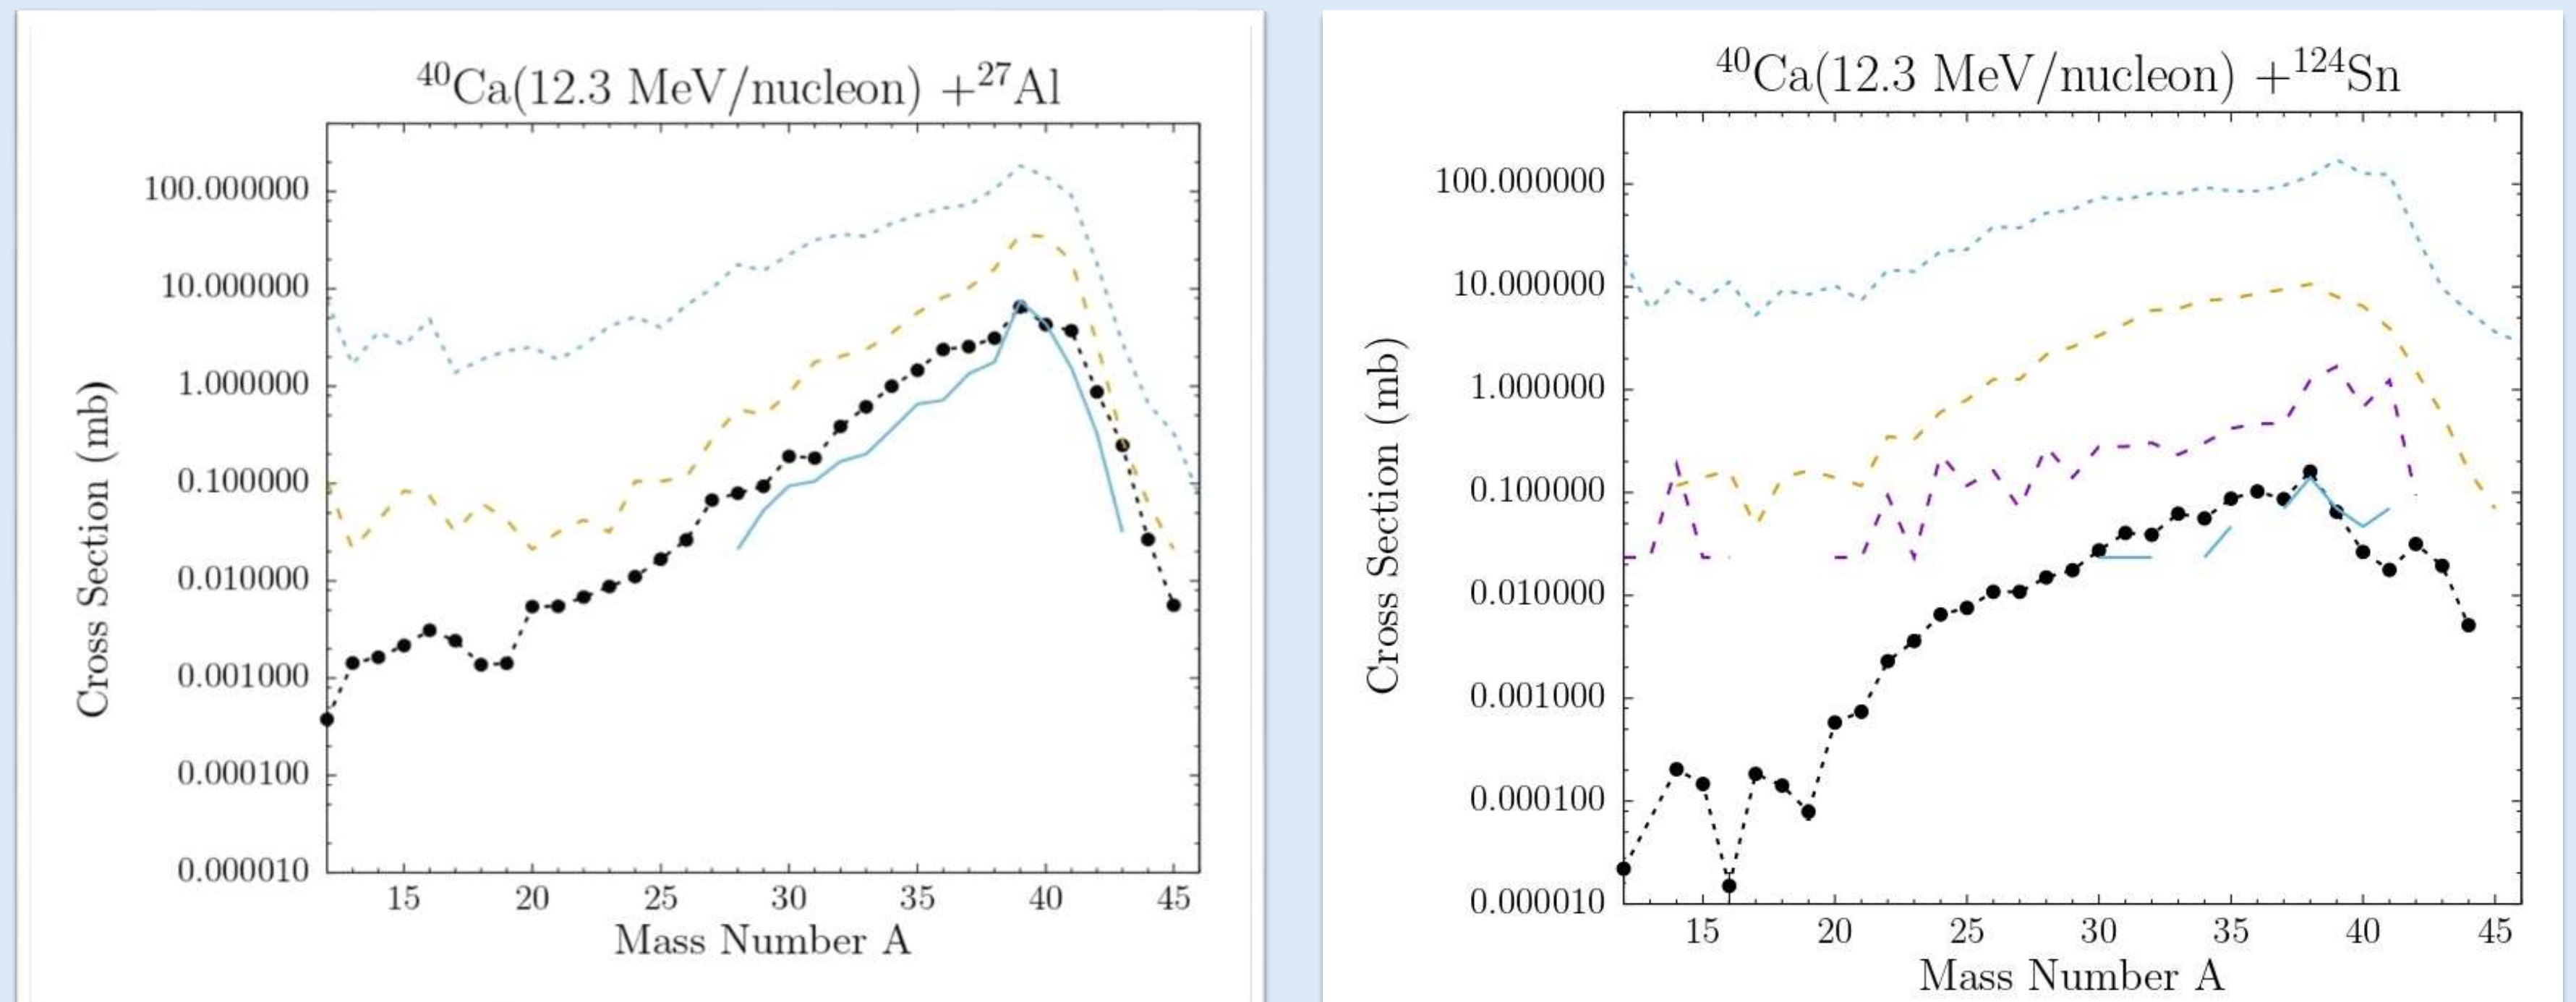 ⁴⁰Ca(12.3 MeV/nucleon) +²⁷Al
Cross Section (mb)
100.000000
10.000000
1.000000
0.100000
0.010000
0.001000
0.000100
0.000010
15 20 25 30 35 40 45
Mass Number A
⁴⁰Ca(12.3 MeV/nucleon) +¹²⁴Sn
Cross Section (mb)
100.000000
10.000000
1.000000
0.100000
0.010000
0.001000
0.000100
0.000010
15 20 25 30 35 40 45
Mass Number A